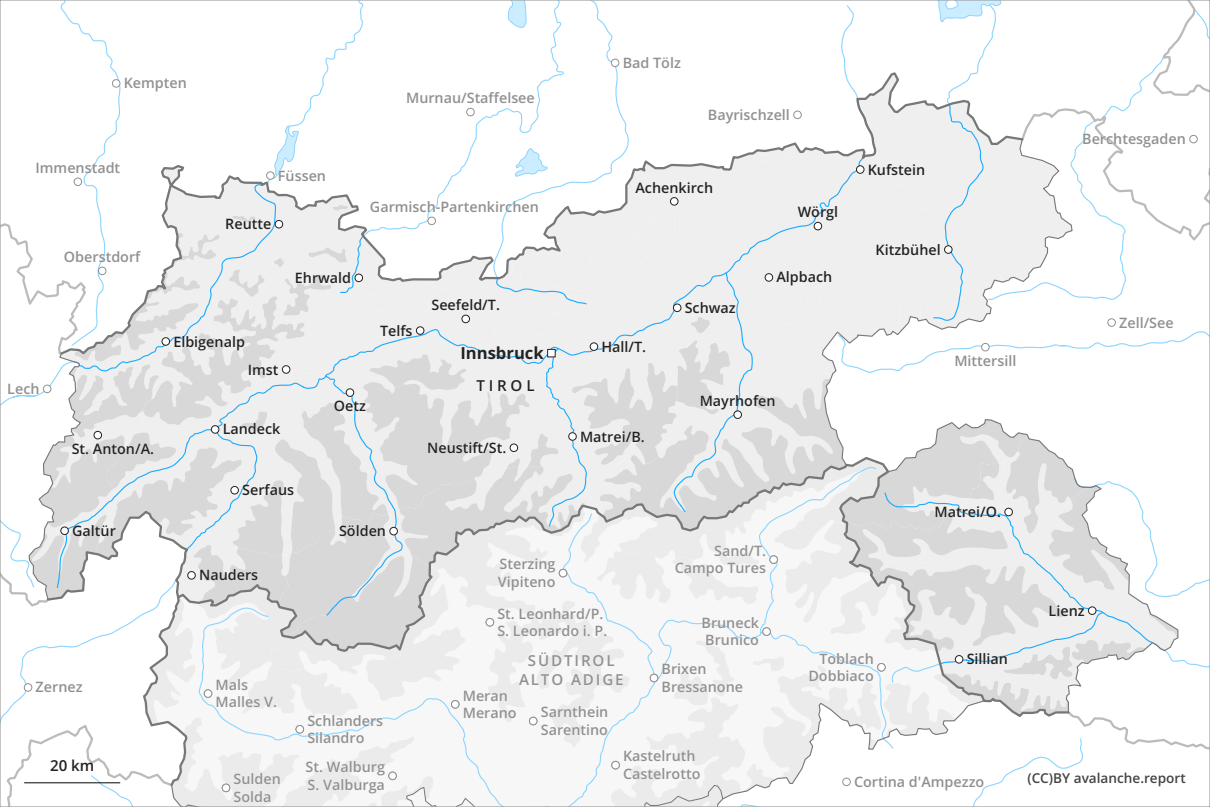 Kempten
Bad Tölz
Murnau/Staffelsee
Bayrischzell
Berchtesgaden
Immenstadt
Füssen
Kufstein
Achenkirch
Garmisch-Partenkirchen
Wörgl
Reutte
Kitzbühel
Oberstdorf
Ehrwald
Alpbach
Seefeld/T.
Schwaz
Zell/See
Telfs
Elbigenalp
Hall/T.
Innsbruck
Mittersill
Imst
TIROL
Lech
Oetz
Mayrhofen
Landeck
Matrei/B.
St. Anton/A.
Neustift/St.
Serfaus
Matrei/O.
Galtür
Sölden
Sand/T.
Campo Tures
Sterzing
Vipiteno
Nauders
Lienz
St. Leonhard/P.
S. Leonardo i. P.
Bruneck
Brunico
SÜDTIROL
ALTO ADIGE
Toblach
Dobbiaco
Sillian
Brixen
Bressanone
Zernez
Mals
Malles V.
Meran
Merano
Sarnthein
Sarentino
Schlanders
Silandro
Kastelruth
Castelrotto
St. Walburg
S. Valburga
20 km
Sulden
Solda
Cortina d'Ampezzo
(CC)BY avalanche.report